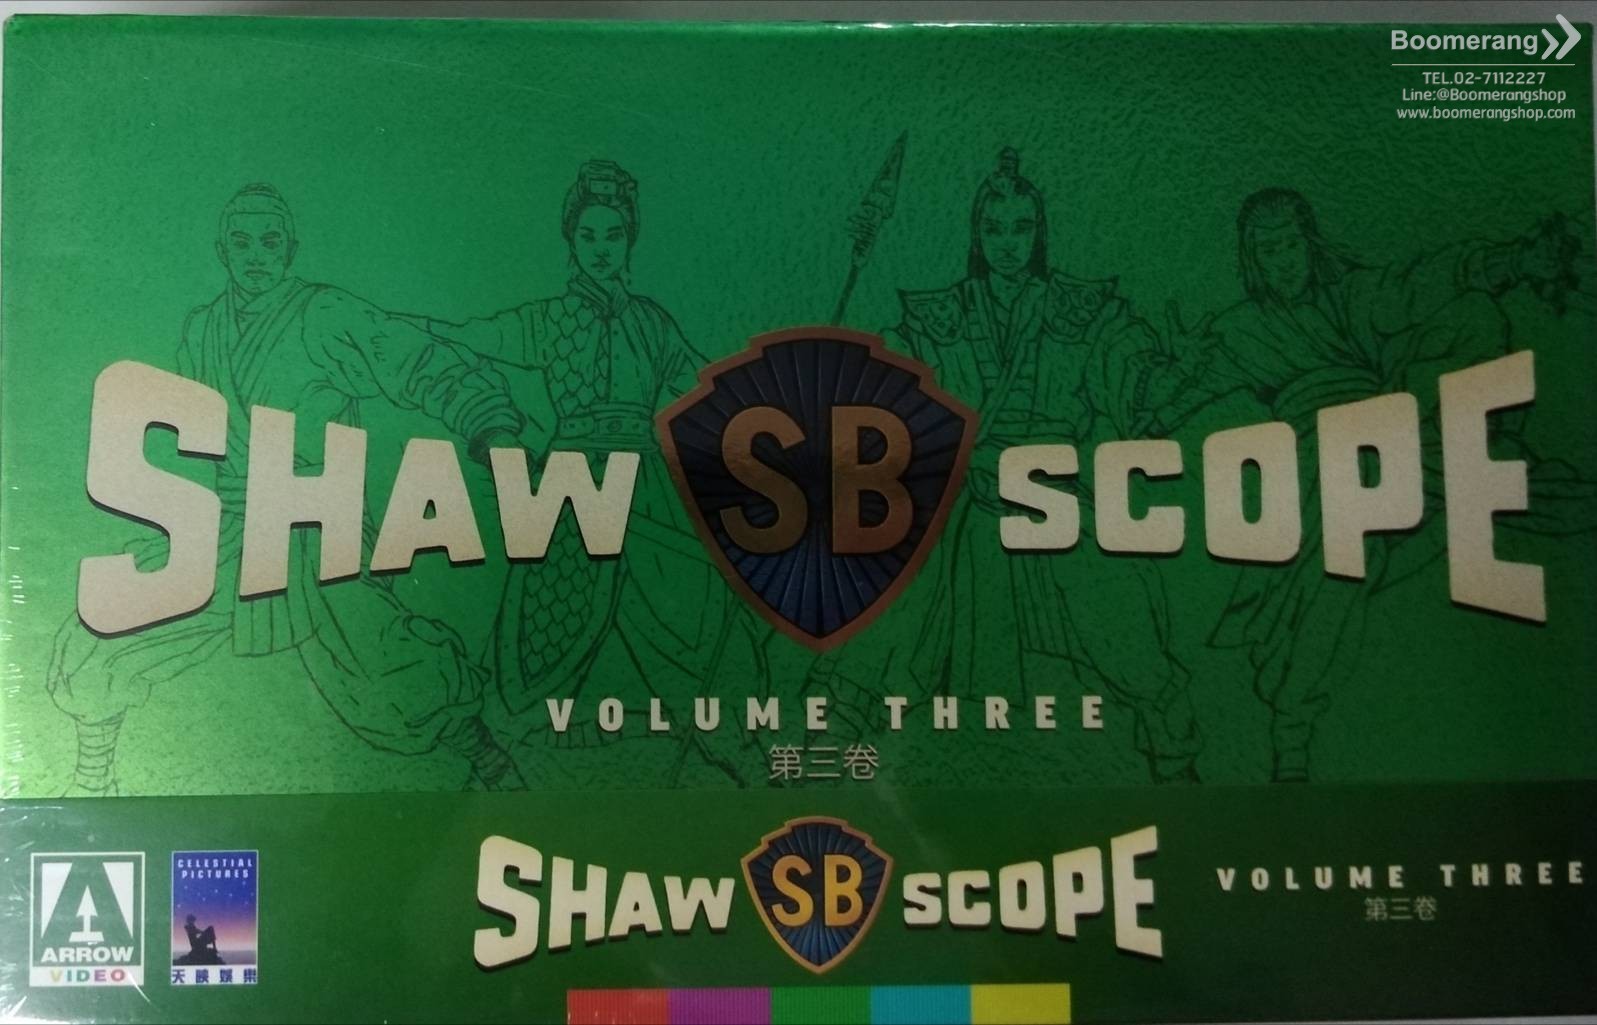 Boomerang
TEL.02-7112227
Line:@Boomerangshop
www.boomerangshop.com
SHAW SB SCOPE
VOLUME THREE
第三卷
CELESTIAL
PICTURES
天映娛樂
ARROW
VIDEO
SHAW SB SCOPE
VOLUME THREE
第三卷